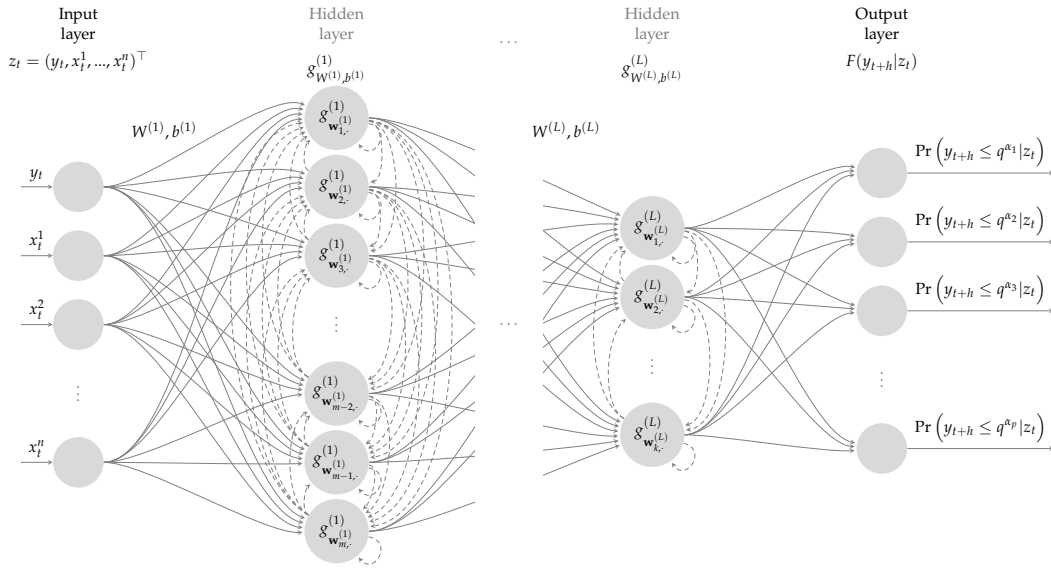 Input Hidden Hidden Output
layer layer layer layer
...
z_t = (y_t, x_t^1, ..., x_t^n)^⊤ g^{(1)}_{W^{(1)}, b^{(1)}} g^{(L)}_{W^{(L)}, b^{(L)}} F(y_{t+h}|z_t)
W^{(1)}, b^{(1)} W^{(L)}, b^{(L)}
y_t
x_t^1
x_t^2
⋮
x_t^n
g^{(1)}_{w^{(1)}_{1,·}}
g^{(1)}_{w^{(1)}_{2,·}}
g^{(1)}_{w^{(1)}_{3,·}}
⋮
g^{(1)}_{w^{(1)}_{m−2,·}}
g^{(1)}_{w^{(1)}_{m−1,·}}
g^{(1)}_{w^{(1)}_{m,·}}
...
g^{(L)}_{w^{(L)}_{1,·}}
g^{(L)}_{w^{(L)}_{2,·}}
⋮
g^{(L)}_{w^{(L)}_{k,·}}
Pr (y_{t+h} ≤ q^{α_1}|z_t)
Pr (y_{t+h} ≤ q^{α_2}|z_t)
Pr (y_{t+h} ≤ q^{α_3}|z_t)
⋮
Pr (y_{t+h} ≤ q^{α_p}|z_t)